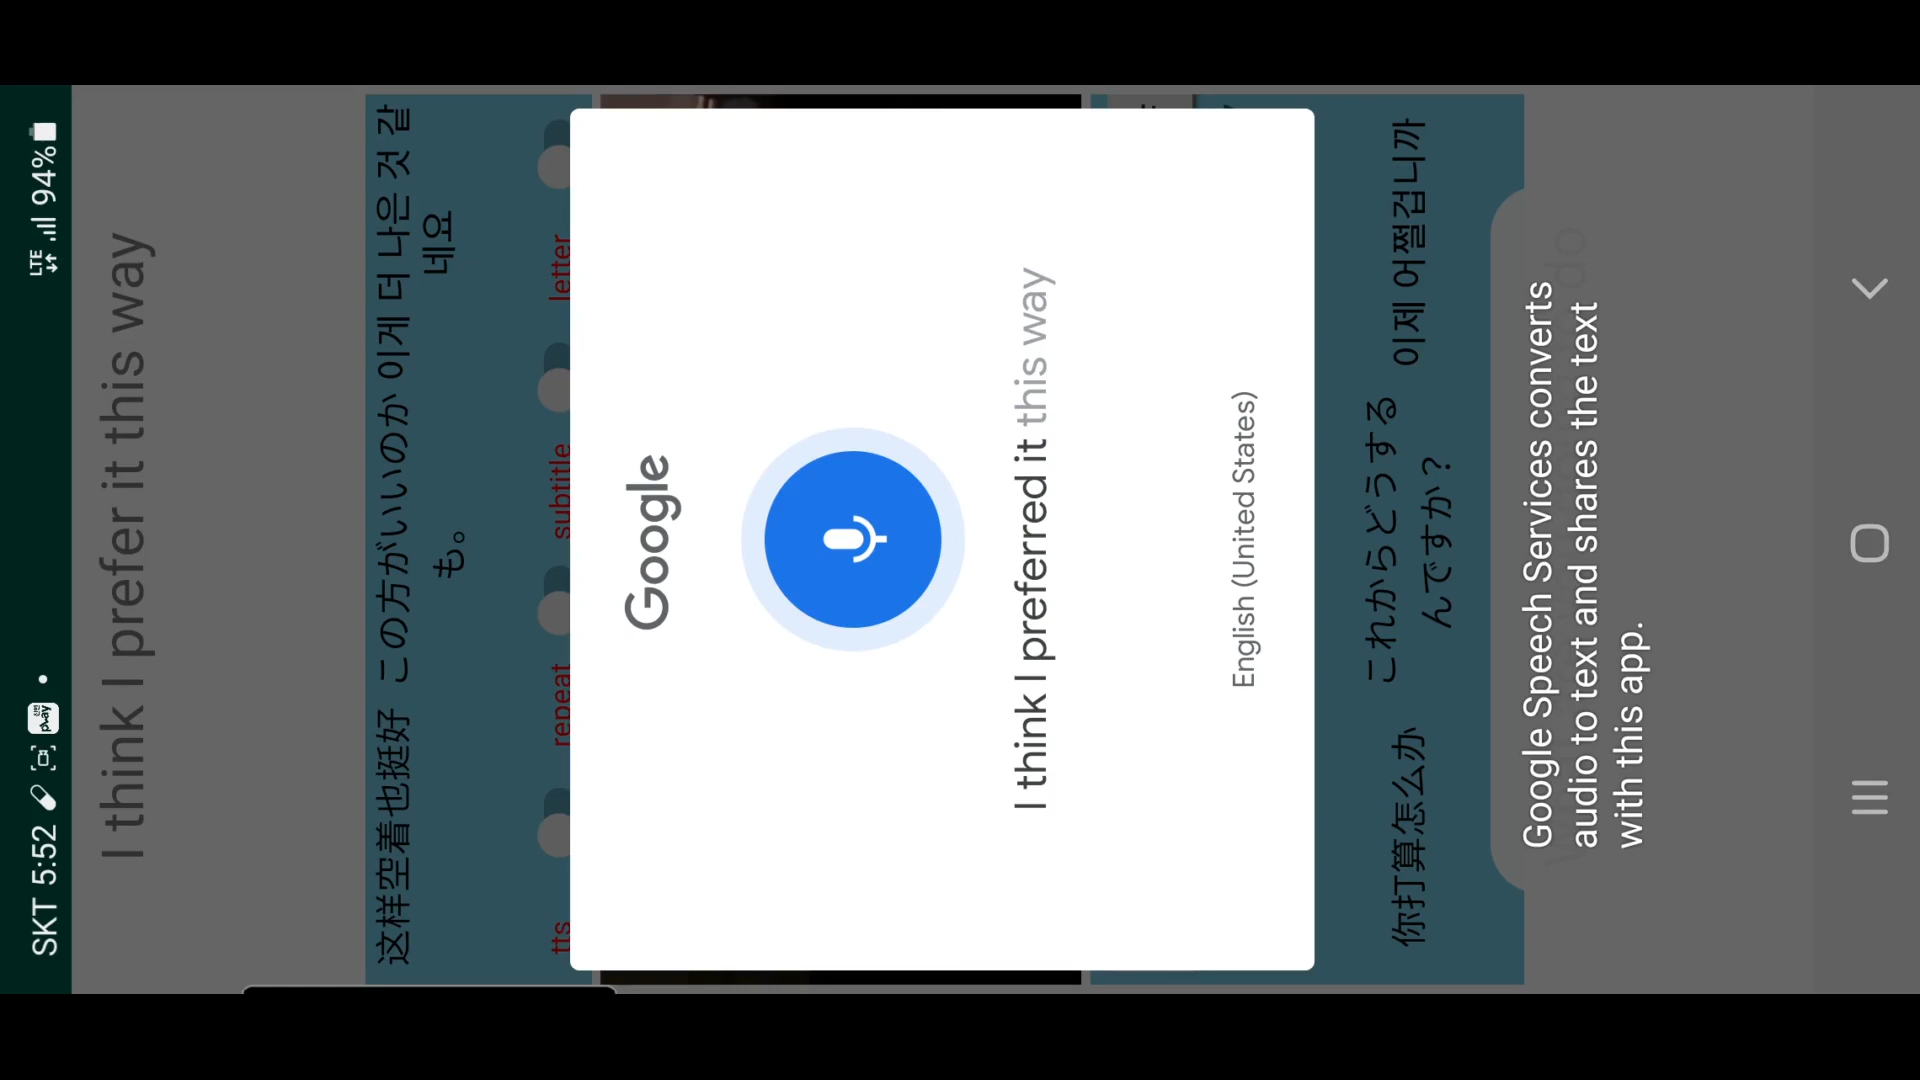 SKT 5:52
LTE
94%
I think I prefer it this way
这样空着也挺好
この方がいいのか
も。
이게 더 나은 것 같
네요
tts
repeat
subtitle
letter
Google
I think I preferred it this way
English (United States)
你打算怎么办
これからどうする
んですか?
이제 어쩔겁니까
Google Speech Services converts
audio to text and shares the text
with this app.